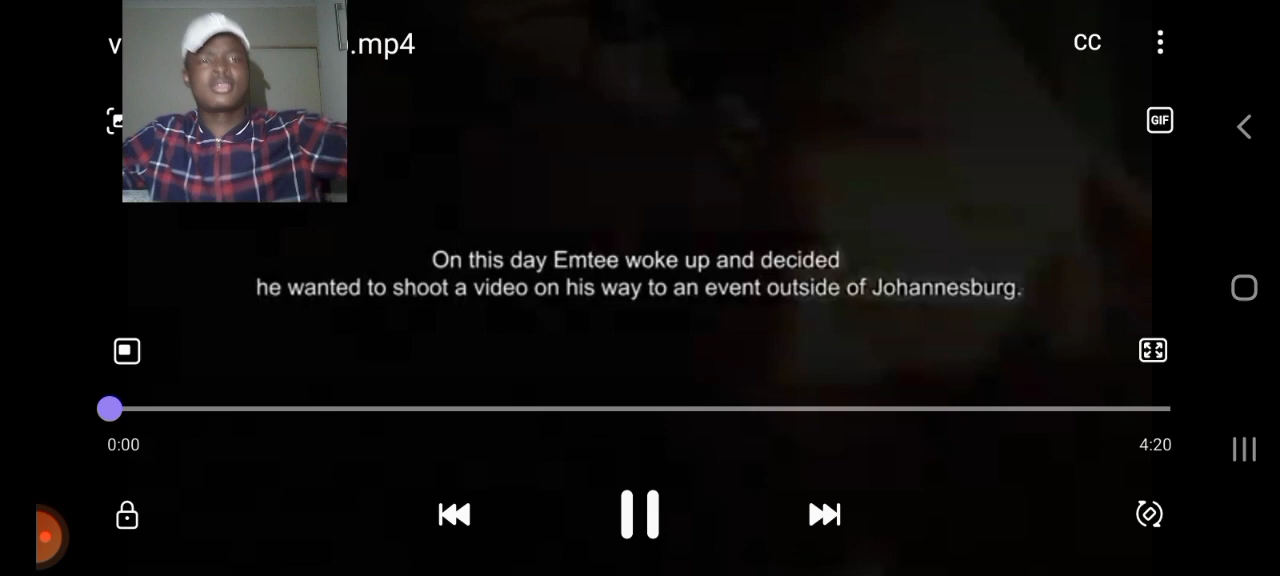 .mp4
CC
GIF
On this day Emtee woke up and decided
he wanted to shoot a video on his way to an event outside of Johannesburg.
0:00
4:20